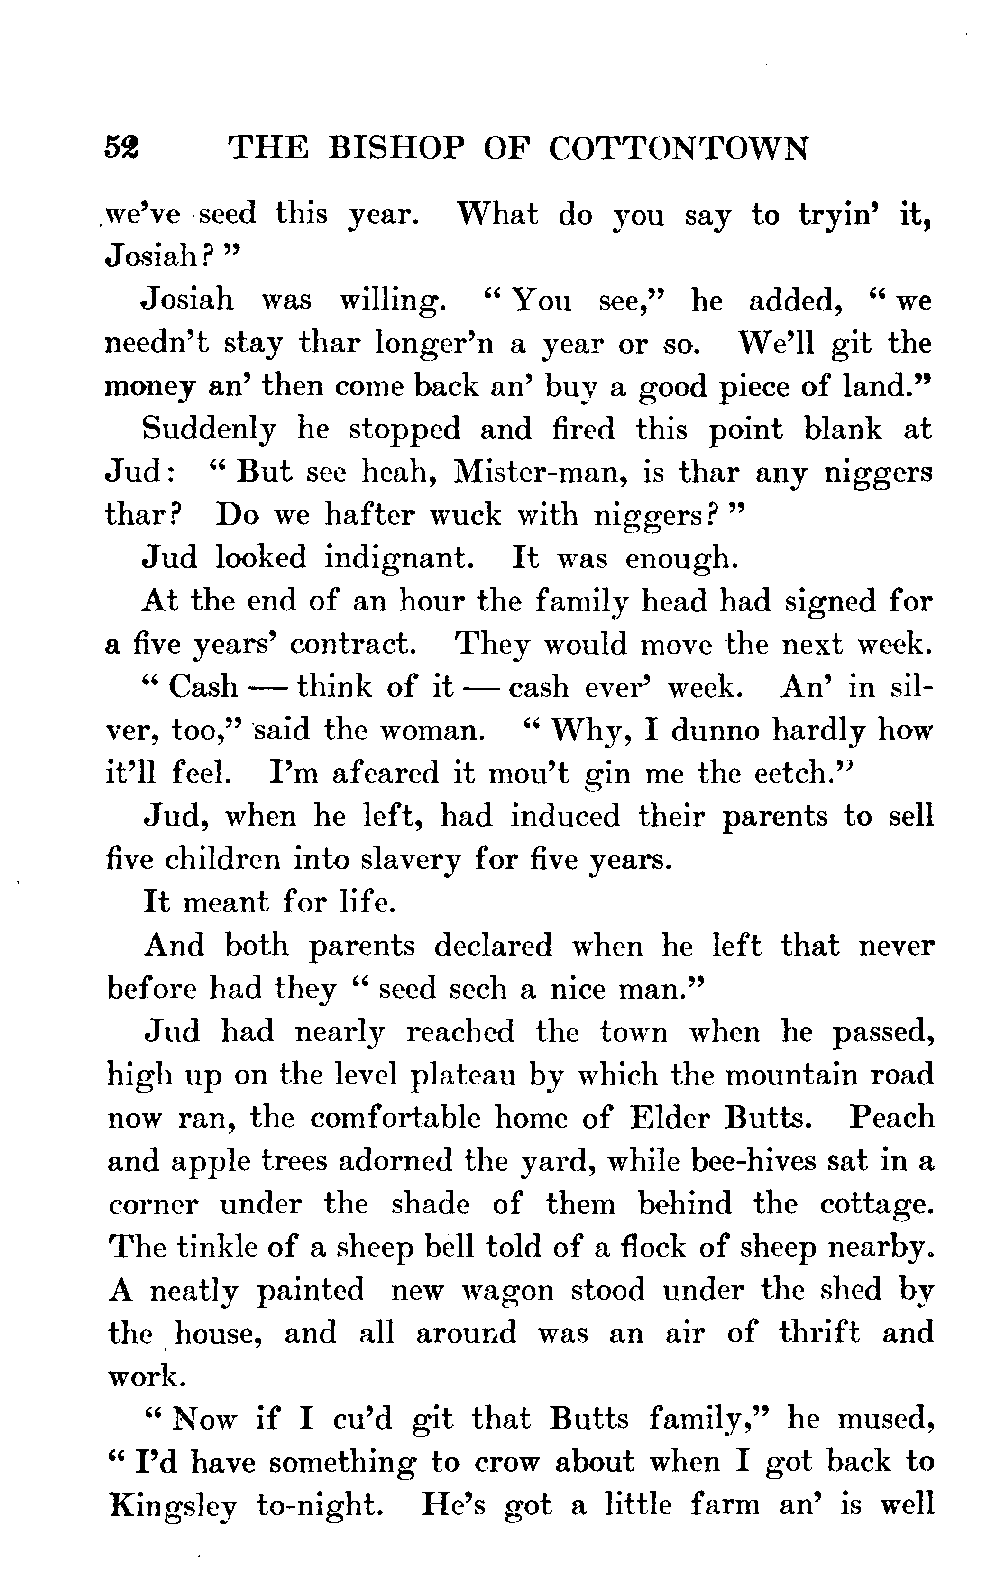 52 THE BISHOP OF COTTONTOWN
we've seed this year. What do you say to tryin' it,
Josiah?"
Josiah was willing. "You see," he added, "we
needn't stay thar longer'n a year or so. We'll git the
money an' then come back an' buy a good piece of land."
Suddenly he stopped and fired this point blank at
Jud: "But see heah, Mister-man, is thar any niggers
thar? Do we hafter wuck with niggers?"
Jud looked indignant. It was enough.
At the end of an hour the family head had signed for
a five years' contract. They would move the next week.
"Cash — think of it — cash ever' week. An' in sil-
ver, too," said the woman. "Why, I dunno hardly how
it'll feel. I'm afeared it mou't gin me the eetch."
Jud, when he left, had induced their parents to sell
five children into slavery for five years.
It meant for life.
And both parents declared when he left that never
before had they "seed sech a nice man."
Jud had nearly reached the town when he passed,
high up on the level plateau by which the mountain road
now ran, the comfortable home of Elder Butts. Peach
and apple trees adorned the yard, while bee-hives sat in a
corner under the shade of them behind the cottage.
The tinkle of a sheep bell told of a flock of sheep nearby.
A neatly painted new wagon stood under the shed by
the house, and all around was an air of thrift and
work.
"Now if I cu'd git that Butts family," he mused,
"I'd have something to crow about when I got back to
Kingsley to-night. He's got a little farm an' is well